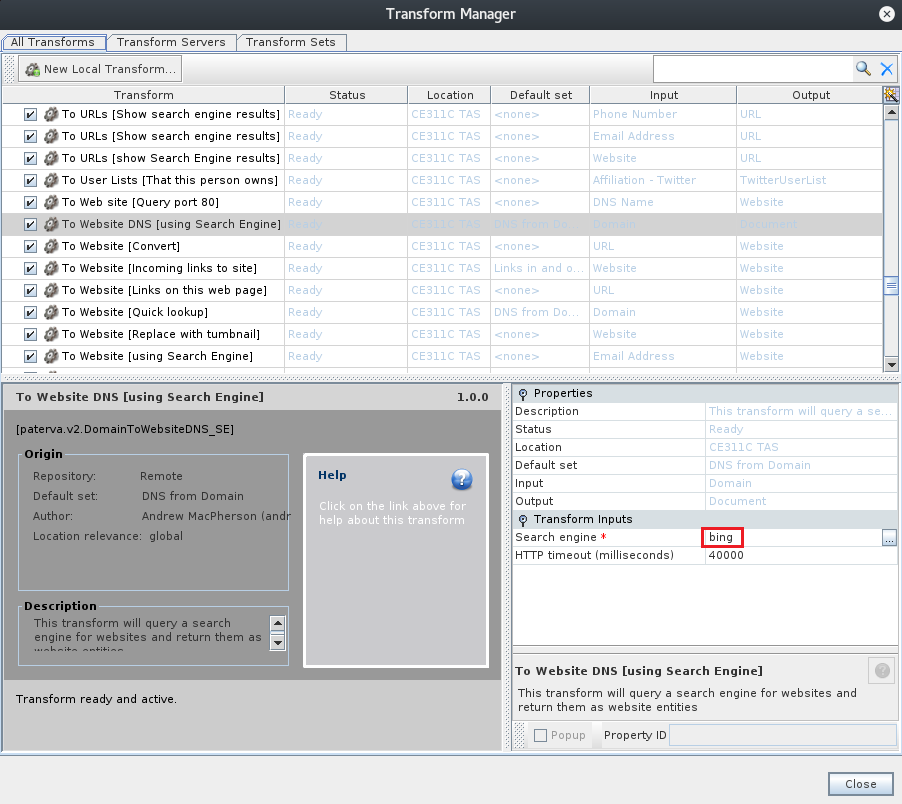 Transform Manager
All Transforms Transform Servers Transform Sets
New Local Transform...
Transform Status Location Default set Input Output
To URLs [Show search engine results] Ready CE311C TAS <none> Phone Number URL
To URLs [Show search engine results] Ready CE311C TAS <none> Email Address URL
To URLs [show Search Engine results] Ready CE311C TAS <none> Website URL
To User Lists [That this person owns] Ready CE311C TAS <none> Affiliation - Twitter TwitterUserList
To Web site [Query port 80] Ready CE311C TAS <none> DNS Name Website
To Website DNS [using Search Engine] Ready CE311C TAS DNS from Do... Domain Document
To Website [Convert] Ready CE311C TAS <none> URL Website
To Website [Incoming links to site] Ready CE311C TAS Links in and o... Website Website
To Website [Links on this web page] Ready CE311C TAS <none> URL Website
To Website [Quick lookup] Ready CE311C TAS DNS from Do... Domain Website
To Website [Replace with tumbnail] Ready CE311C TAS <none> Website Website
To Website [using Search Engine] Ready CE311C TAS <none> Email Address Website
To Website DNS [using Search Engine] 1.0.0
[paterva.v2.DomainToWebsiteDNS_SE]
Origin
Repository: Remote
Default set: DNS from Domain
Author: Andrew MacPherson (andr
Location relevance: global
Description
This transform will query a search
engine for websites and return them as
website entities
Help
Click on the link above for
help about this transform
Transform ready and active.
Properties
Description This transform will query a se...
Status Ready
Location CE311C TAS
Default set DNS from Domain
Input Domain
Output Document
Transform Inputs
Search engine * bing ...
HTTP timeout (milliseconds) 40000
To Website DNS [using Search Engine]
This transform will query a search engine for websites and
return them as website entities
Popup Property ID
Close